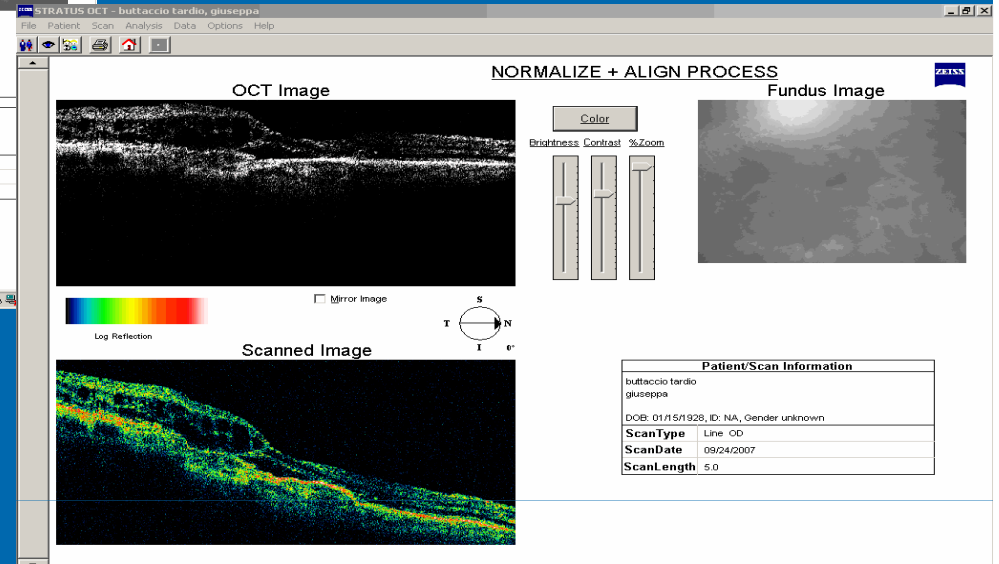 STRATUS OCT - buttaccio tardio, giuseppa
File Patient Scan Analysis Data Options Help
NORMALIZE + ALIGN PROCESS
ZEISS
OCT Image
Fundus Image
Color
Brightness Contrast %Zoom
Mirror Image
Log Reflection
S
T N
I 0°
Scanned Image
Patient/Scan Information
buttaccio tardio
giuseppa
DOB: 01/15/1928, ID: NA, Gender unknown
ScanType Line OD
ScanDate 09/24/2007
ScanLength 5.0